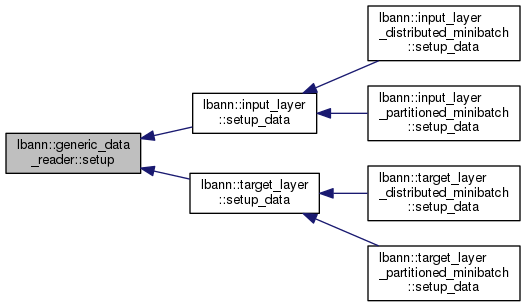 lbann::generic_data
_reader::setup
lbann::input_layer
::setup_data
lbann::target_layer
::setup_data
lbann::input_layer
_distributed_minibatch
::setup_data
lbann::input_layer
_partitioned_minibatch
::setup_data
lbann::target_layer
_distributed_minibatch
::setup_data
lbann::target_layer
_partitioned_minibatch
::setup_data